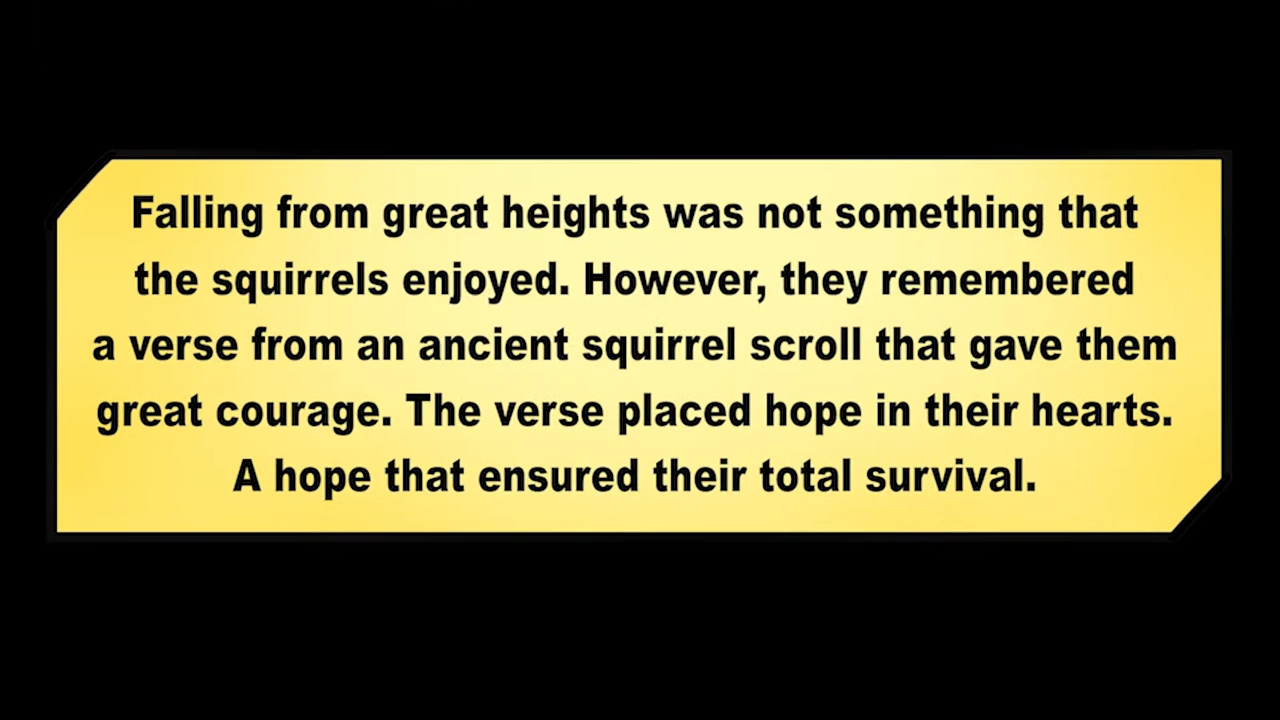 Falling from great heights was not something that
the squirrels enjoyed. However, they remembered
a verse from an ancient squirrel scroll that gave them
great courage. The verse placed hope in their hearts.
A hope that ensured their total survival.